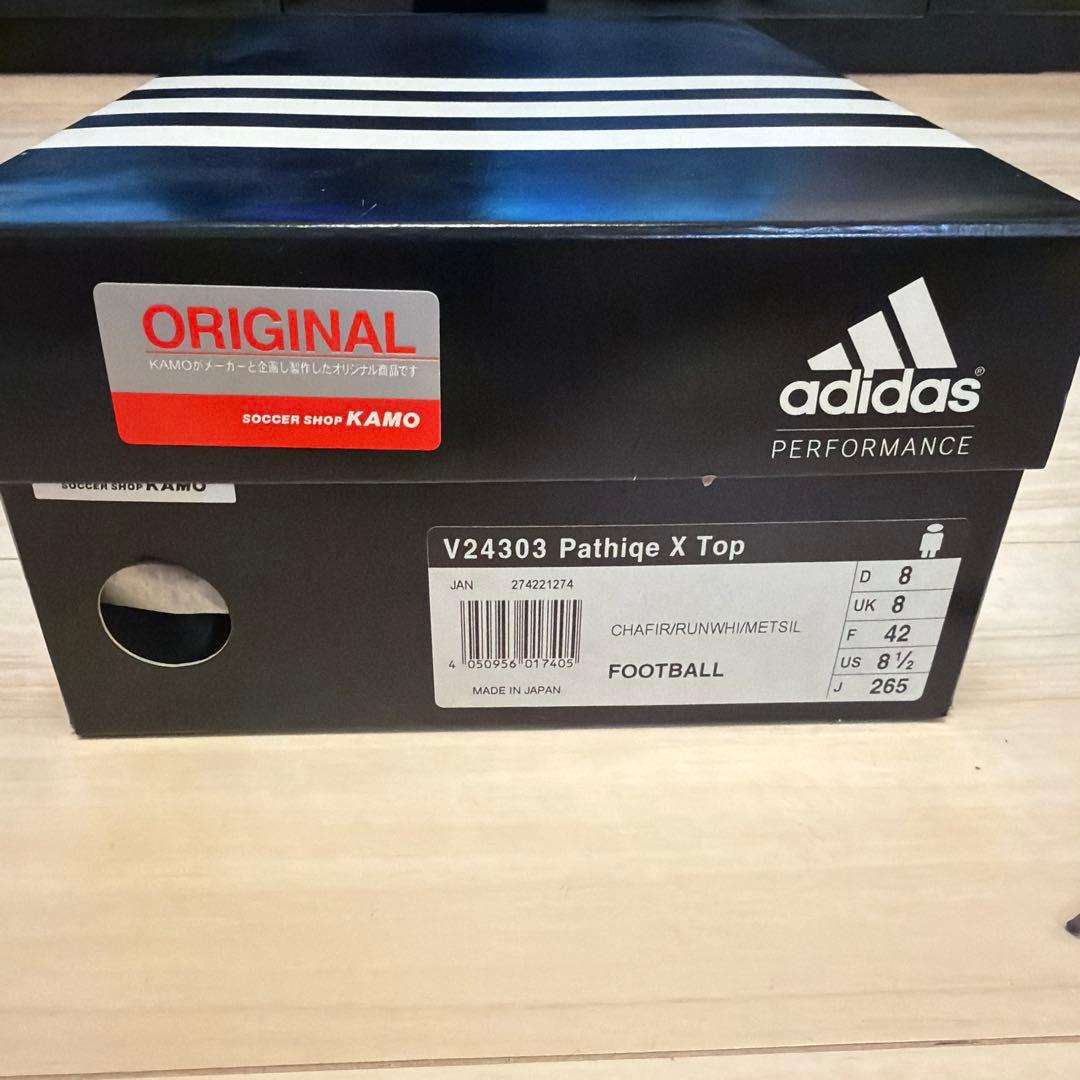 ORIGINAL
KAMOがメーカーと企画し製作したオリジナル商品です
SOCCER SHOP KAMO
adidas®
PERFORMANCE
SOCCER SHOP KAMO
V24303 Pathiqe X Top
JAN 274221274
4 050956 017405
MADE IN JAPAN
CHAFIR/RUNWHI/METSIL
FOOTBALL
D 8
UK 8
F 42
US 8 ½
J 265